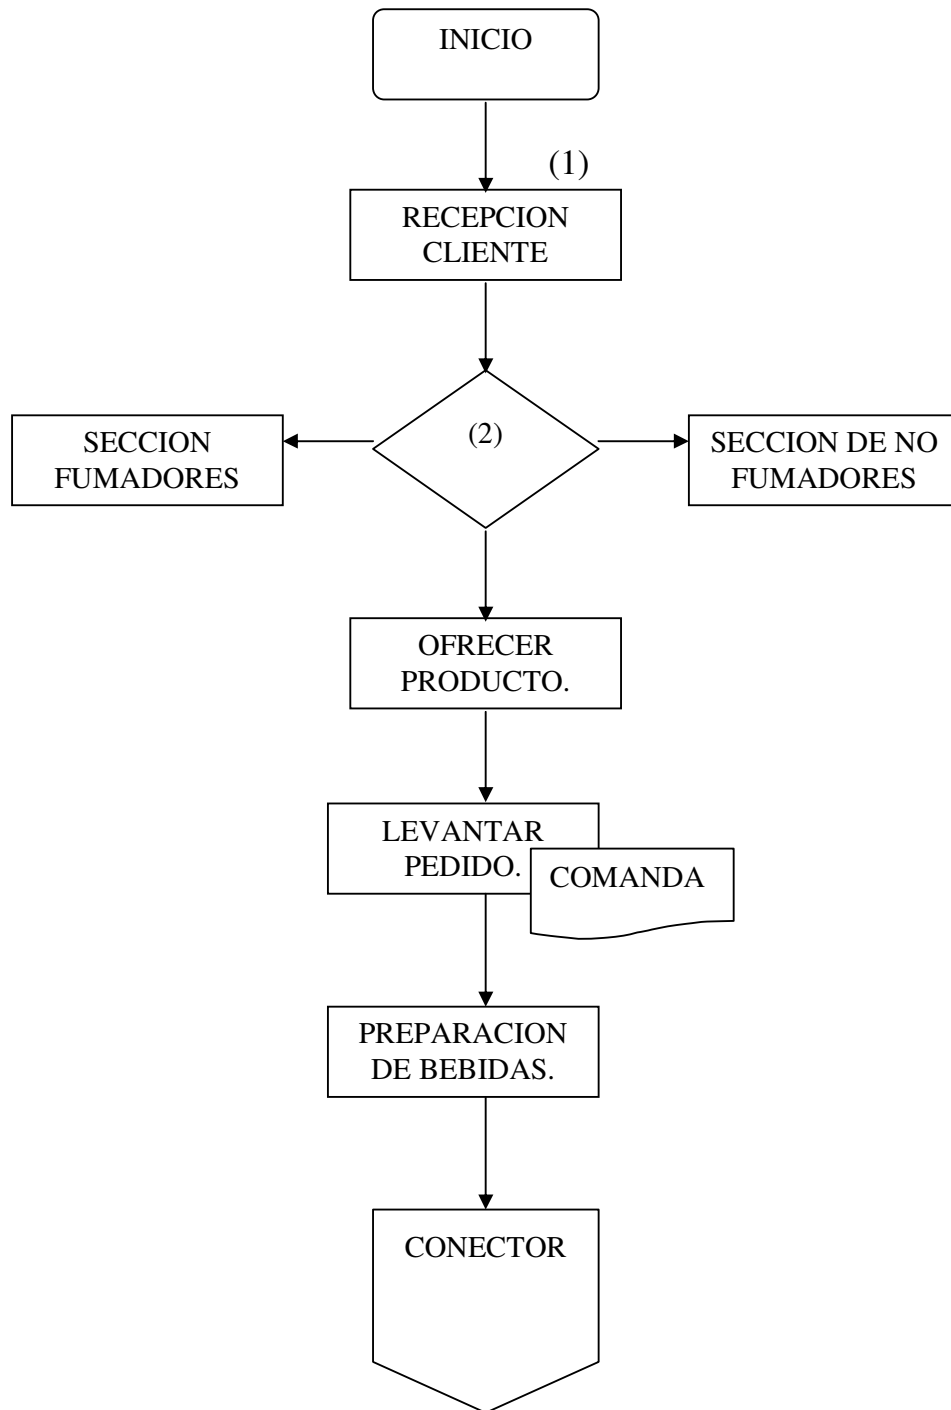 INICIO
(1)
RECEPCION
CLIENTE
(2)
SECCION
FUMADORES
SECCION DE NO
FUMADORES
OFRECER
PRODUCTO.
LEVANTAR
PEDIDO.
COMANDA
PREPARACION
DE BEBIDAS.
CONECTOR